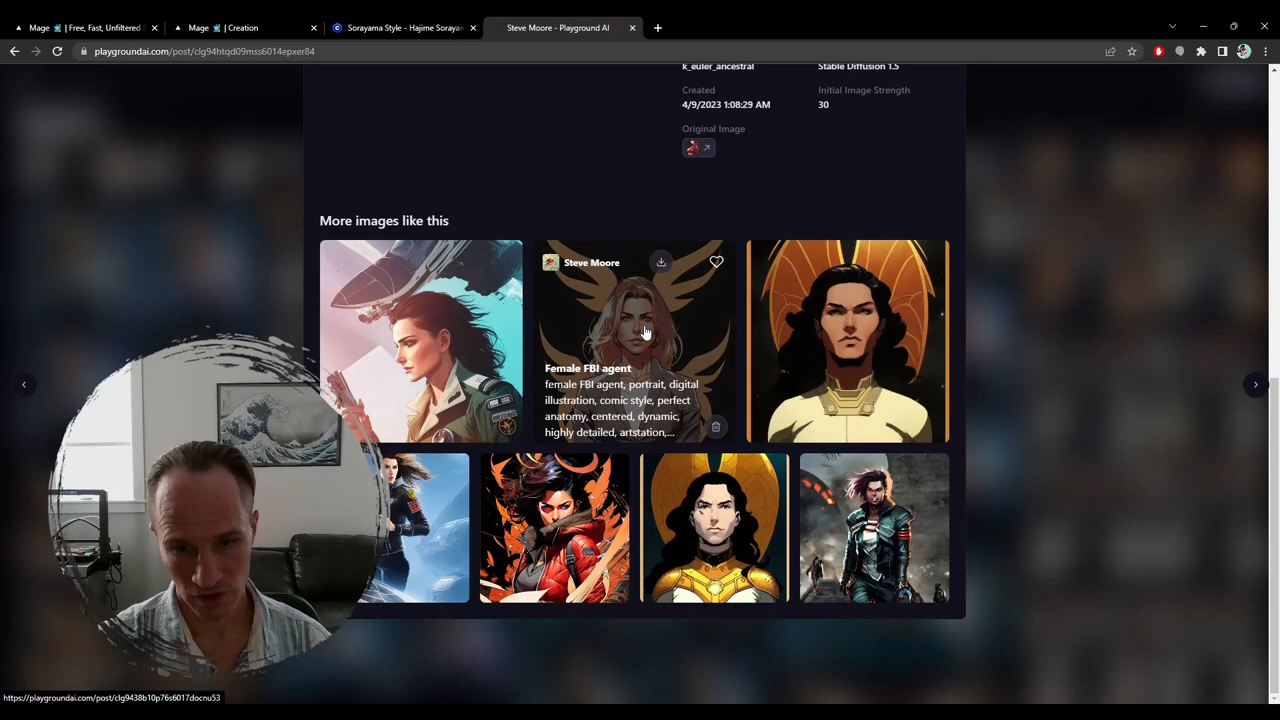 Mage | Free, Fast, Unfiltered
Mage | Creation
Sorayama Style - Hajime Sorayam
Steve Moore - Playground AI
playgroundai.com/post/clg94htqd09mss6014epxer84
k_euler_ancestral
Stable Diffusion 1.5
Created
Initial Image Strength
4/9/2023 1:08:29 AM
30
Original Image
More images like this
Steve Moore
Female FBI agent
female FBI agent, portrait, digital
illustration, comic style, perfect
anatomy, centered, dynamic,
highly detailed, artstation,...
https://playgroundai.com/post/clg9438b10p76s6017docnu53